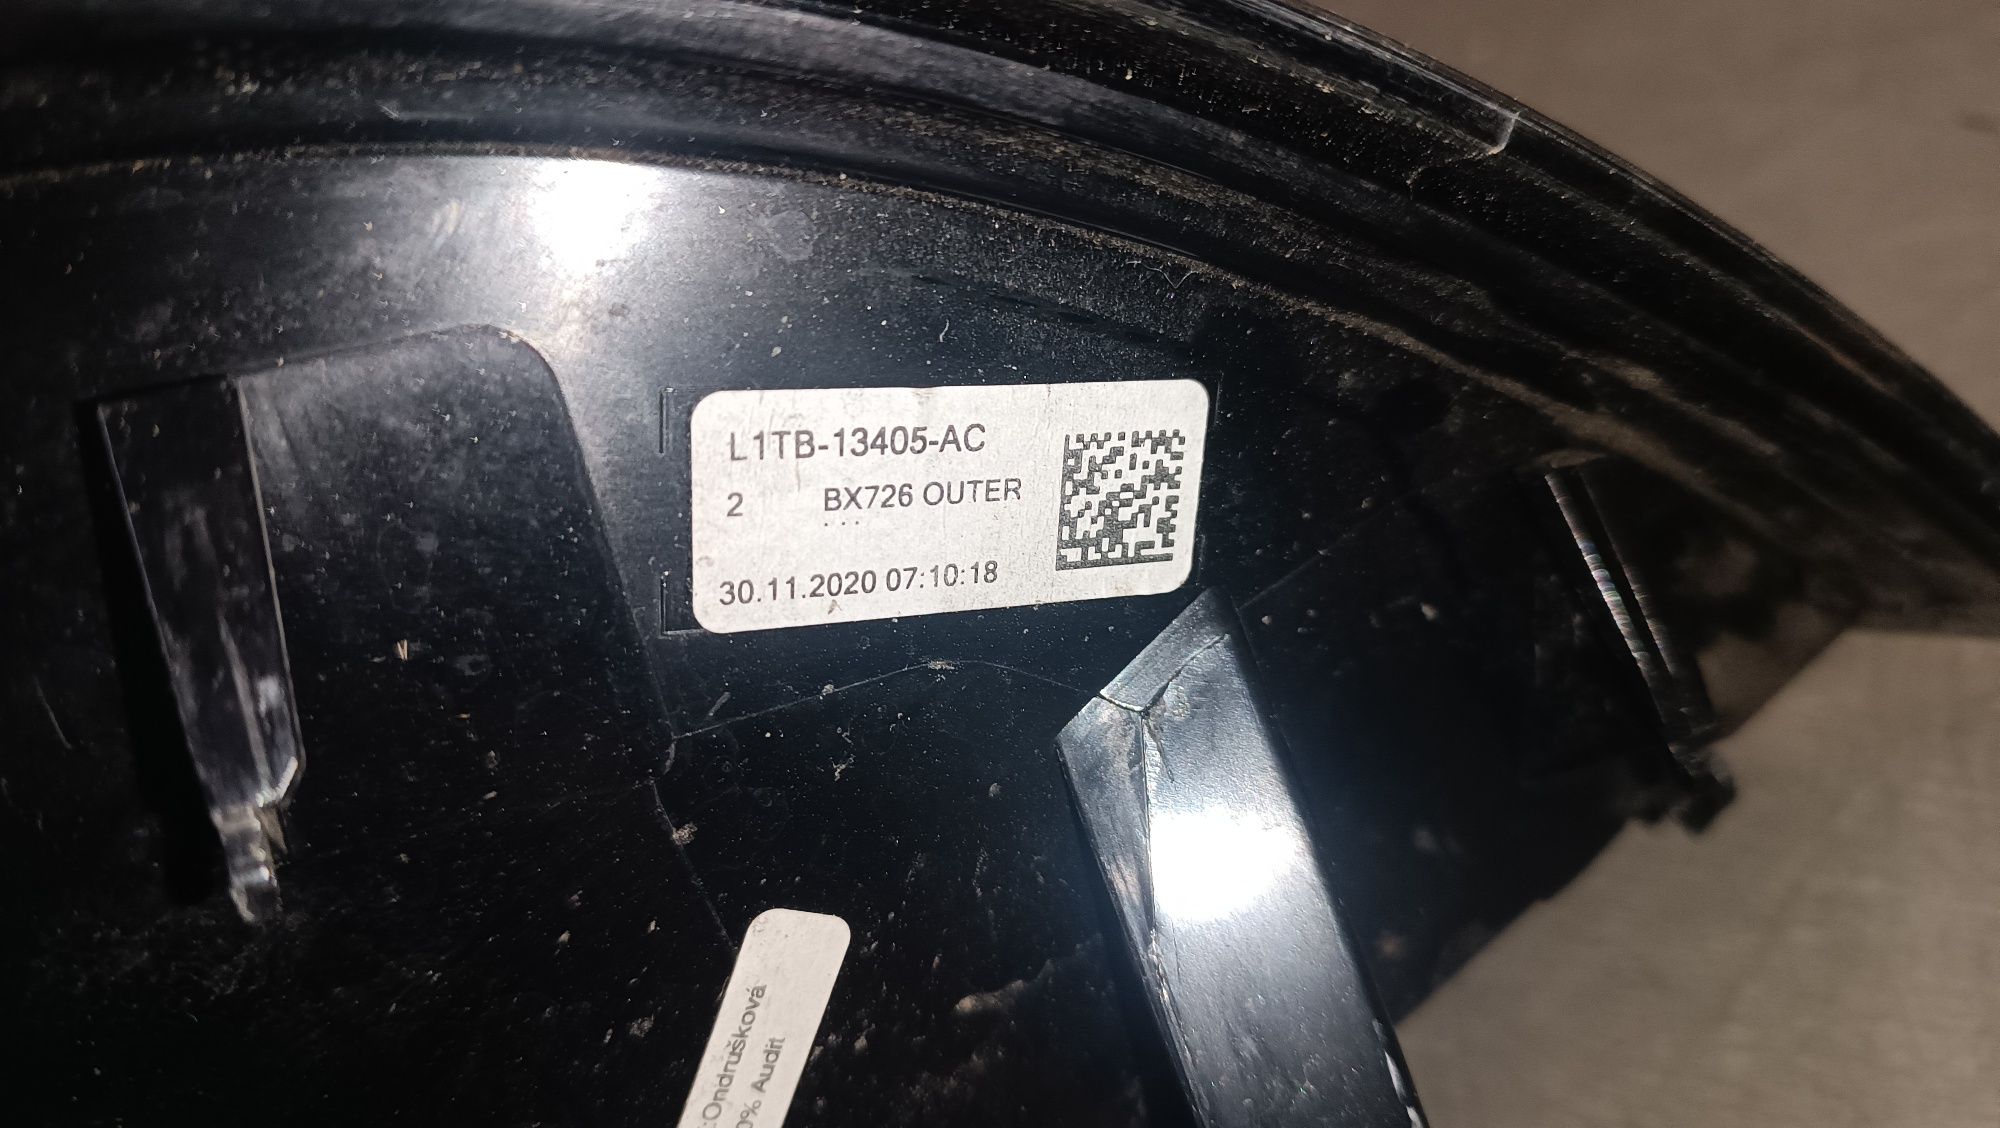 L1TB-13405-AC
2 BX726 OUTER
30.11.2020 07:10:18
:Ondrušková
0% Audit